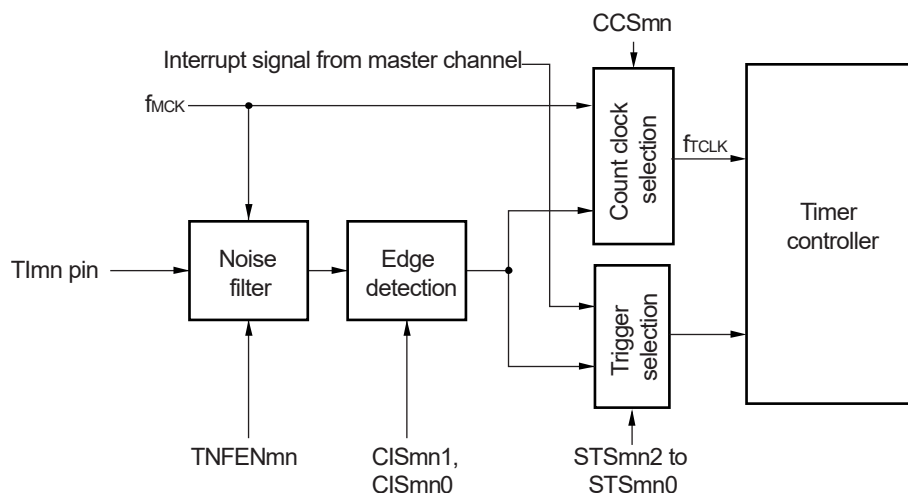 CCSmn
Interrupt signal from master channel
fMCK
Count clock
selection
fTCLK
Timer
controller
TImn pin
Noise
filter
Edge
detection
Trigger
selection
TNFENmn
CISmn1,
CISmn0
STSmn2 to
STSmn0